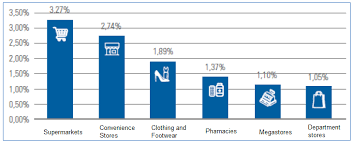 3,50%
3,00%
2,50%
2,00%
1,50%
1,00%
0,50%
0,00%
3,27%
2,74%
1,89%
1,37%
1,10%
1,05%
Supermarkets
Convenience
Stores
Clothing and
Footwear
Phamacies
Megastores
Department
stores